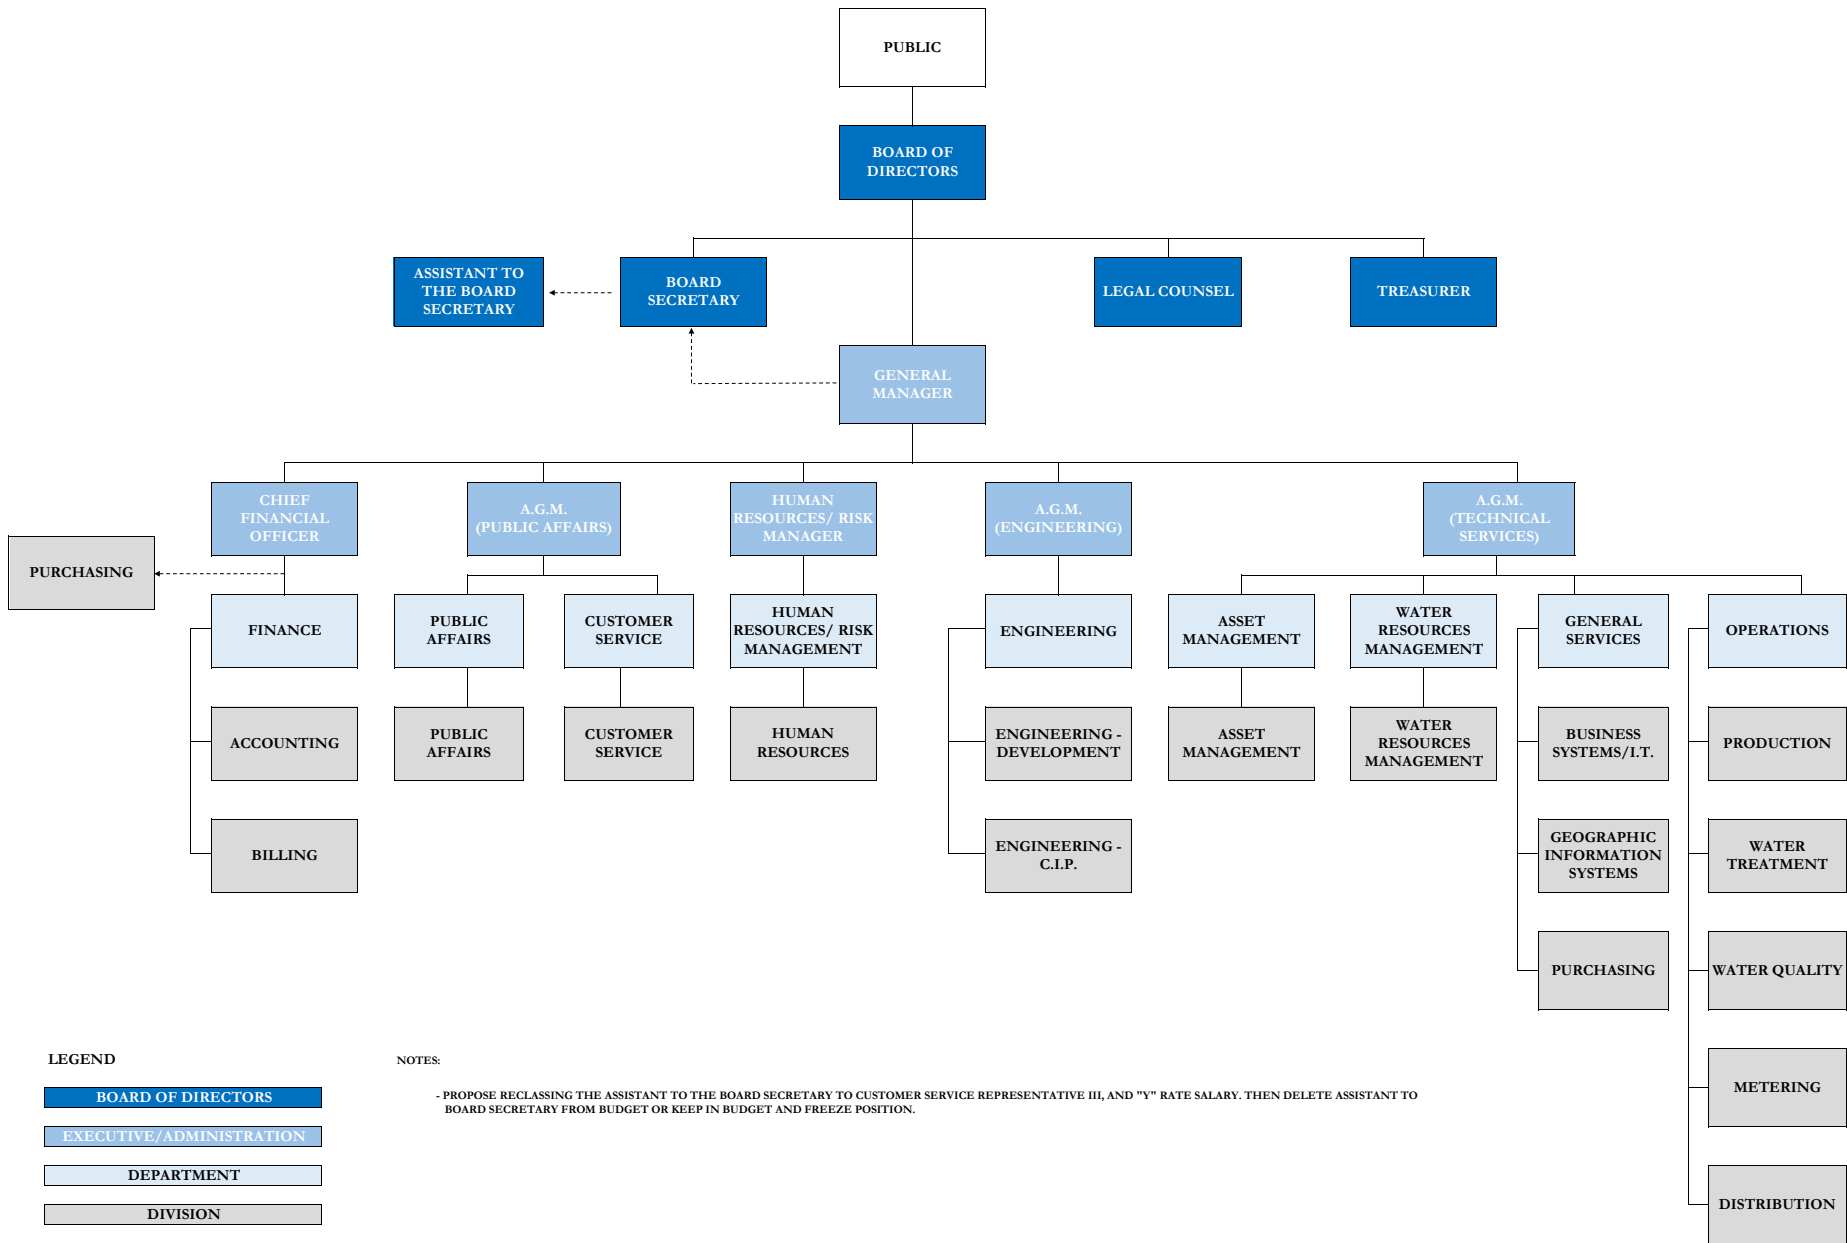 PUBLIC
BOARD OF
DIRECTORS
ASSISTANT TO
THE BOARD
SECRETARY
BOARD
SECRETARY
LEGAL COUNSEL
TREASURER
GENERAL
MANAGER
CHIEF
FINANCIAL
OFFICER
A.G.M.
(PUBLIC AFFAIRS)
HUMAN
RESOURCES/ RISK
MANAGER
A.G.M.
(ENGINEERING)
A.G.M.
(TECHNICAL
SERVICES)
PURCHASING
FINANCE
PUBLIC
AFFAIRS
CUSTOMER
SERVICE
HUMAN
RESOURCES/ RISK
MANAGEMENT
ENGINEERING
ASSET
MANAGEMENT
WATER
RESOURCES
MANAGEMENT
GENERAL
SERVICES
OPERATIONS
ACCOUNTING
PUBLIC
AFFAIRS
CUSTOMER
SERVICE
HUMAN
RESOURCES
ENGINEERING -
DEVELOPMENT
ASSET
MANAGEMENT
WATER
RESOURCES
MANAGEMENT
BUSINESS
SYSTEMS/I.T.
PRODUCTION
BILLING
ENGINEERING -
C.I.P.
GEOGRAPHIC
INFORMATION
SYSTEMS
WATER
TREATMENT
PURCHASING
WATER QUALITY
METERING
DISTRIBUTION
LEGEND
BOARD OF DIRECTORS
EXECUTIVE/ADMINISTRATION
DEPARTMENT
DIVISION
NOTES:
- PROPOSE RECLASSING THE ASSISTANT TO THE BOARD SECRETARY TO CUSTOMER SERVICE REPRESENTATIVE III, AND "Y" RATE SALARY. THEN DELETE ASSISTANT TO
BOARD SECRETARY FROM BUDGET OR KEEP IN BUDGET AND FREEZE POSITION.